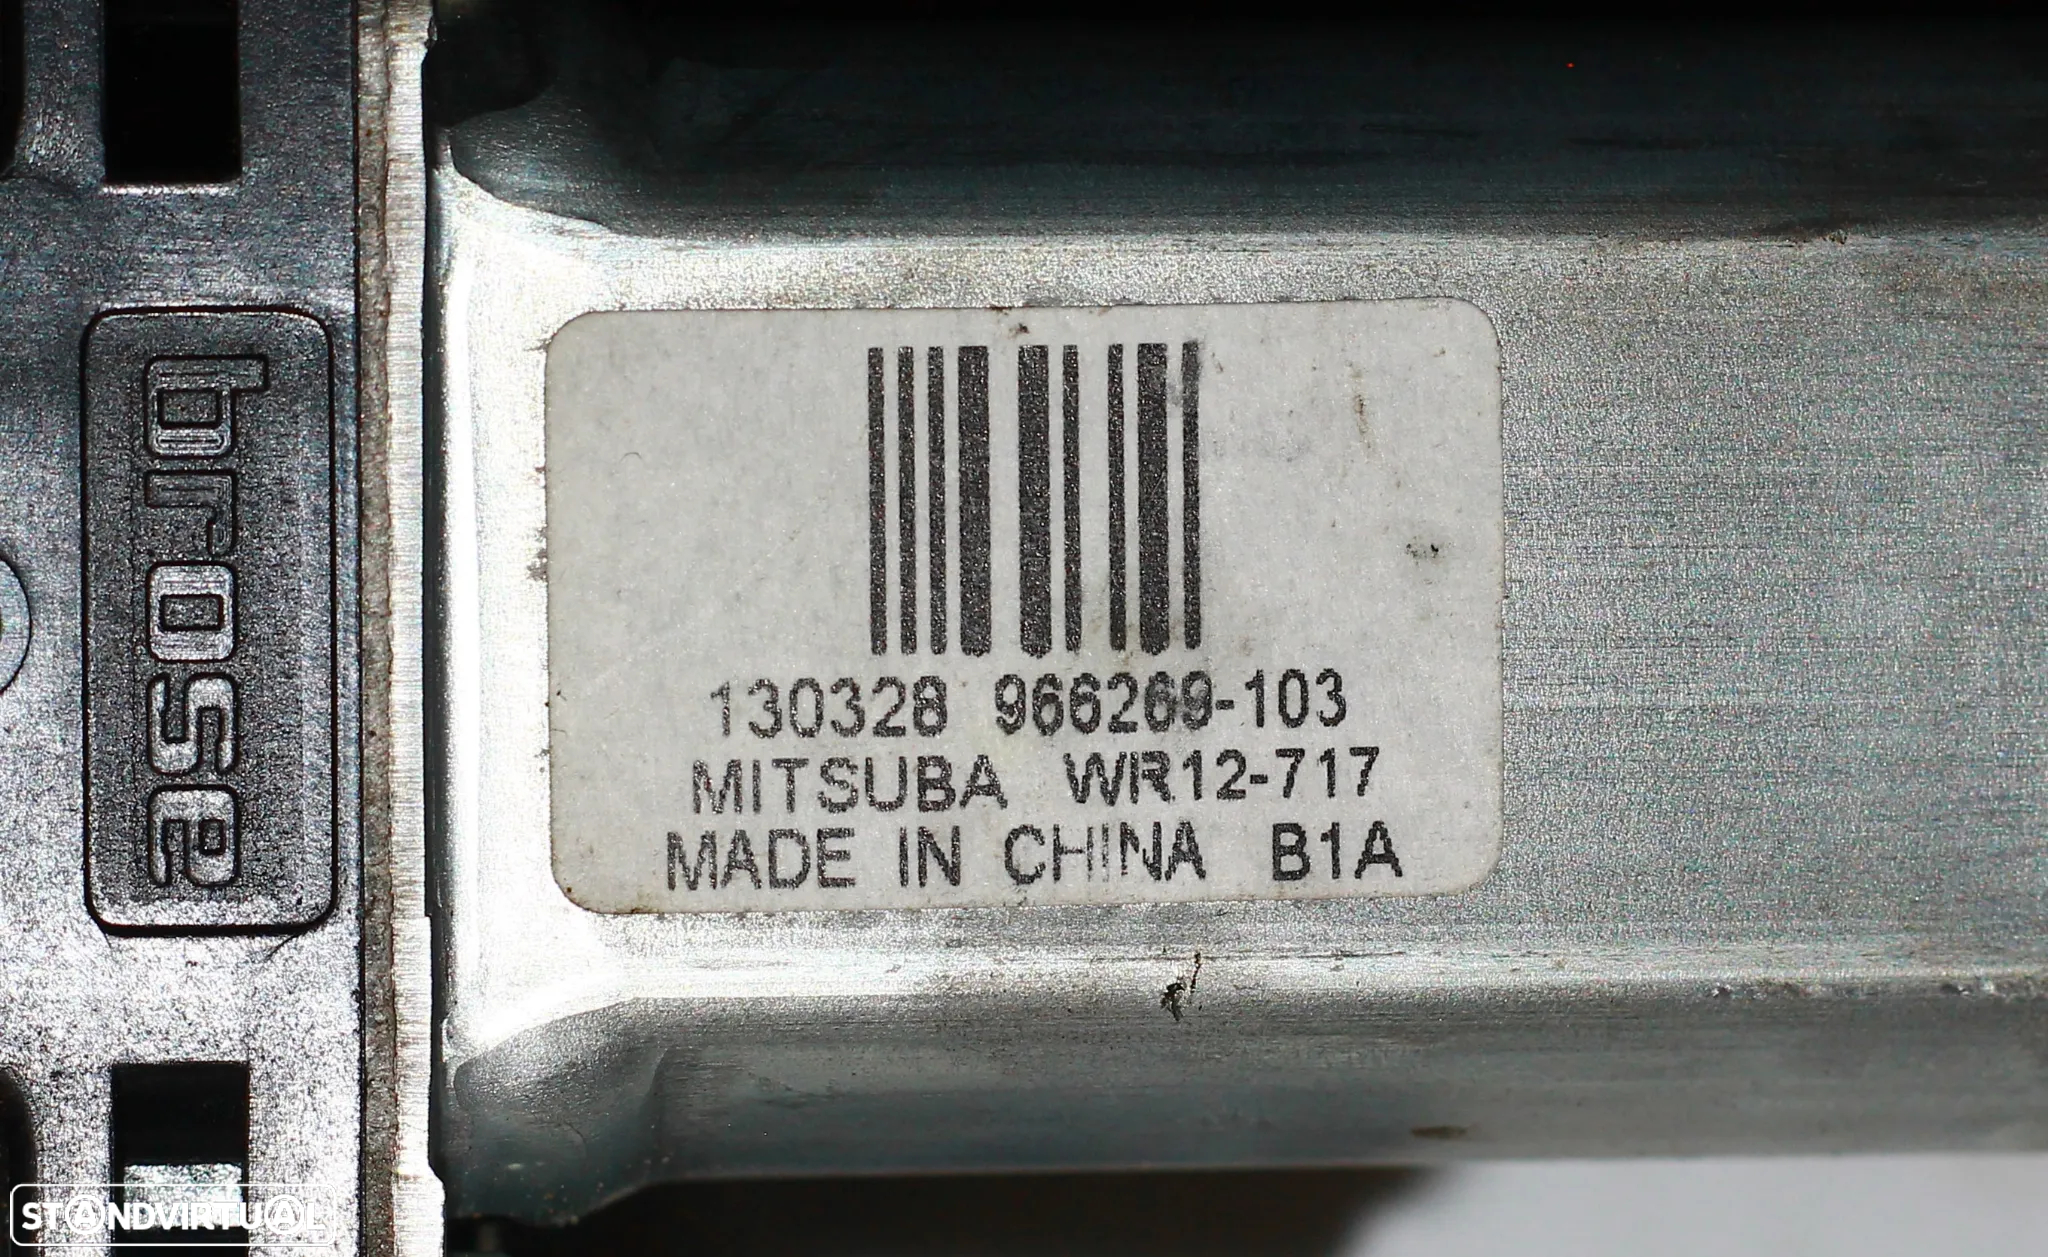 brose
130328 966269-103
MITSUBA WR12-717
MADE IN CHINA B1A
STANDVIRTUAL